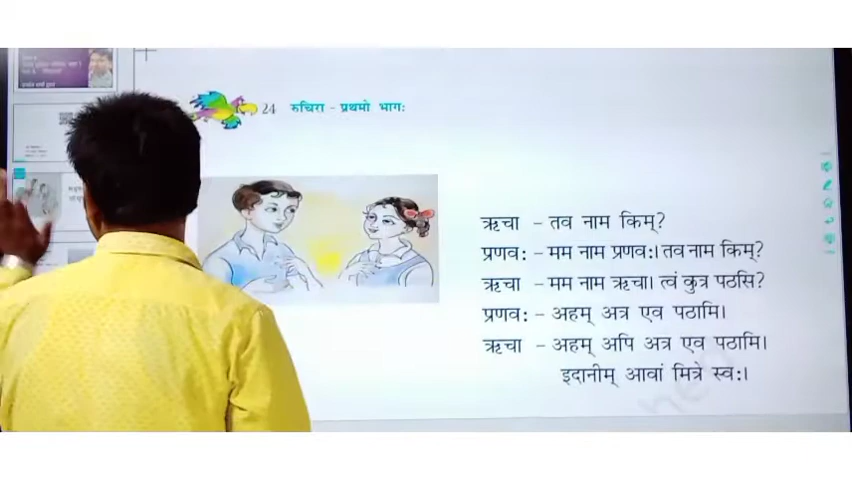 24 रुचिरा - प्रथमो भागः
ऋचा - तव नाम किम्?
प्रणवः - मम नाम प्रणवः। तव नाम किम्?
ऋचा - मम नाम ऋचा। त्वं कुत्र पठसि?
प्रणवः - अहम् अत्र एव पठामि।
ऋचा - अहम् अपि अत्र एव पठामि।
इदानीम् आवां मित्रे स्वः।